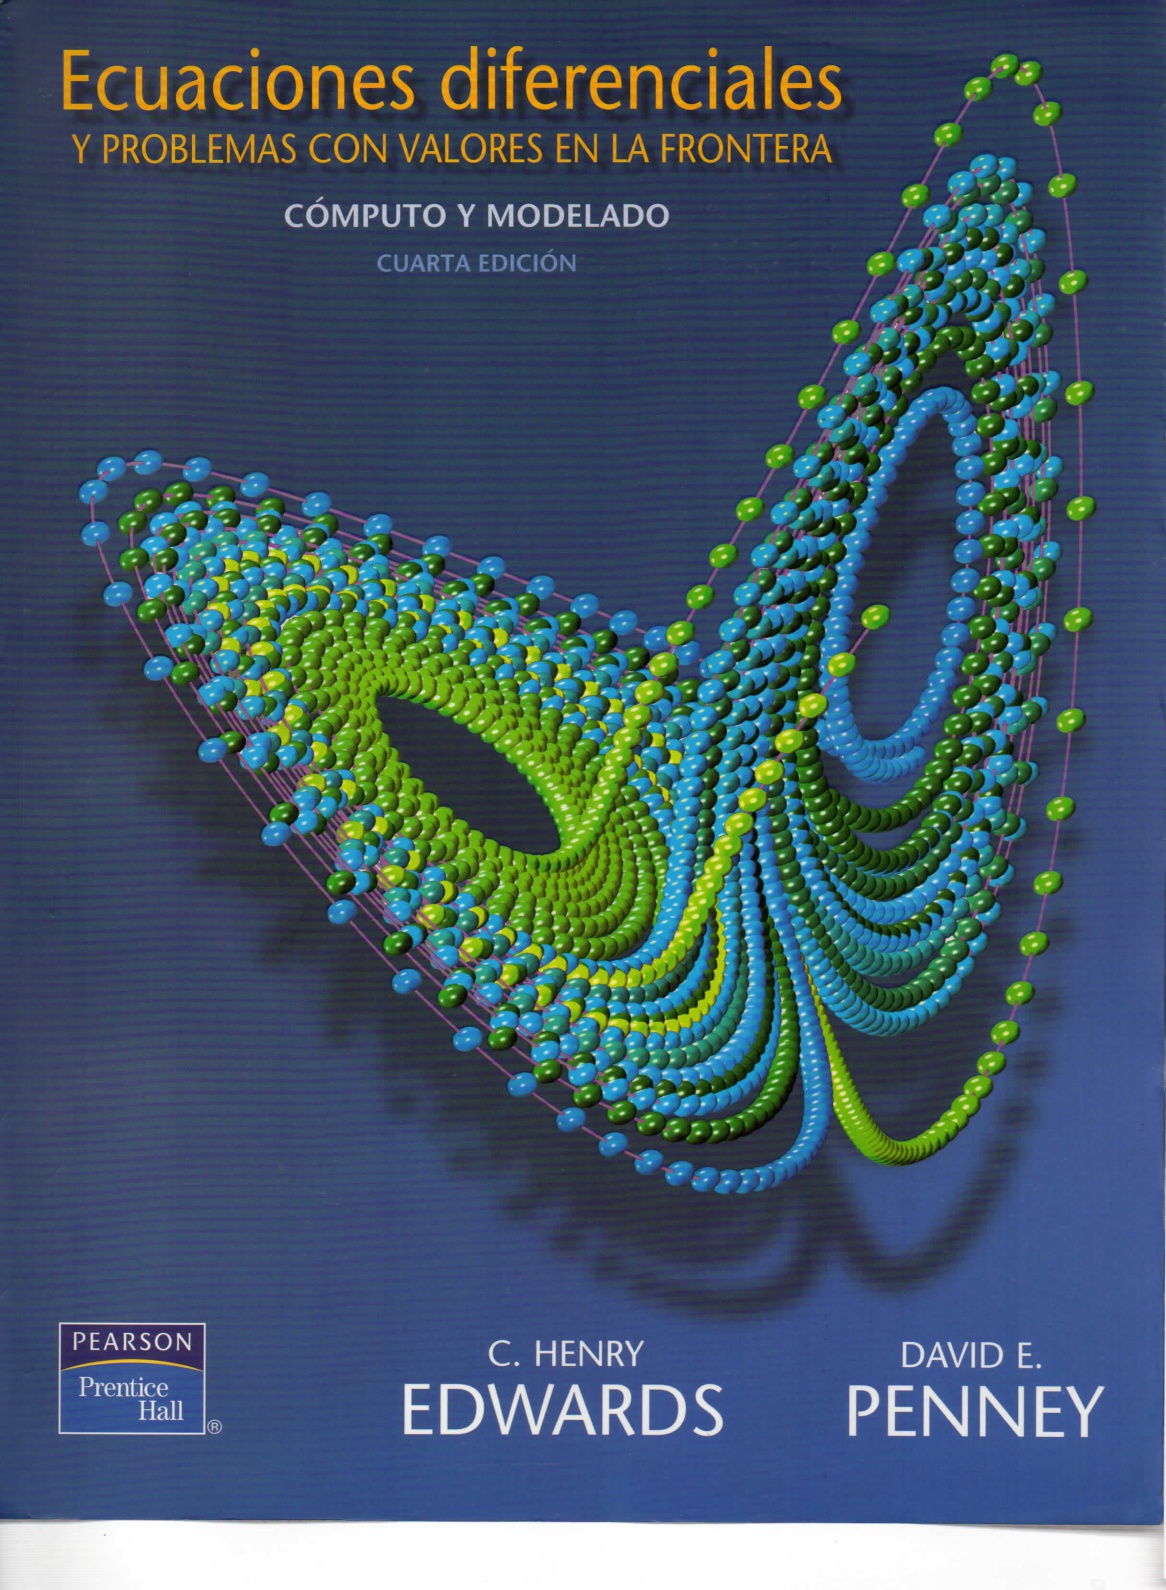 Ecuaciones diferenciales
Y PROBLEMAS CON VALORES EN LA FRONTERA
CÓMPUTO Y MODELADO
CUARTA EDICIÓN
PEARSON
Prentice
Hall
®
C. HENRY
EDWARDS
DAVID E.
PENNEY